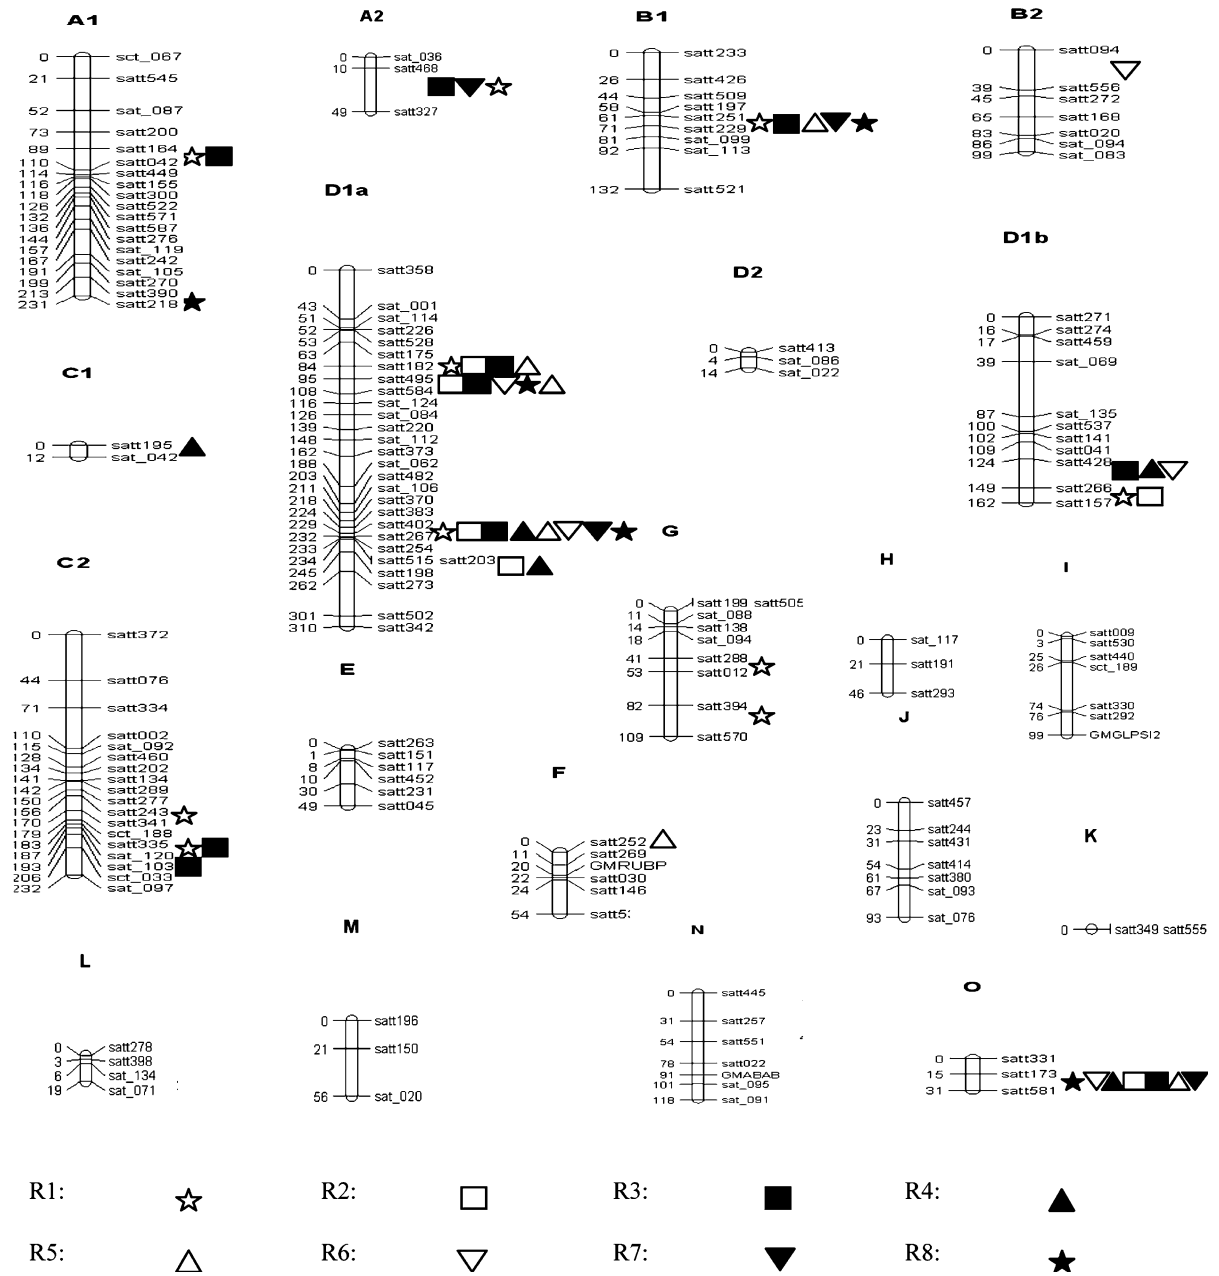 A1
0 sct_067
21 satt545
52 sat_087
73 satt200
89 satt164
110 satt042
114 satt449
116 satt155
118 satt300
126 satt522
132 satt571
136 satt587
144 satt276
157 sat_119
167 satt242
191 sat_105
199 satt270
213 satt390
231 satt218
A2
0 sat_036
10 satt468
49 satt327
B1
0 satt233
26 satt426
44 satt509
58 satt197
61 satt251
71 satt229
81 sat_099
92 sat_113
132 satt521
B2
0 satt094
39 satt556
45 satt272
65 satt168
83 satt020
86 sat_094
99 sat_083
C1
0 satt195
12 sat_042
D1a
0 satt358
43 sat_001
51 sat_114
52 satt226
53 satt528
63 satt175
84 satt182
95 satt495
108 satt584
116 sat_124
126 sat_084
139 satt220
148 sat_112
162 satt373
188 sat_062
203 satt482
211 sat_106
218 satt370
224 satt383
229 satt402
232 satt267
233 satt254
234 satt515 satt203
245 satt198
262 satt273
301 satt502
310 satt342
D2
0 satt413
4 sat_086
14 sat_022
D1b
0 satt271
16 satt274
17 satt459
39 sat_069
87 sat_135
100 satt537
102 satt141
109 satt041
124 satt428
149 satt266
162 satt157
C2
0 satt372
44 satt076
71 satt334
110 satt002
115 sat_092
128 satt460
134 satt202
141 satt134
142 satt289
150 satt277
156 satt243
170 satt341
179 sct_188
183 satt335
187 sat_120
193 sat_103
206 sct_033
232 sat_097
E
0 satt263
1 satt151
8 satt117
10 satt452
30 satt231
49 satt045
G
0 satt199 satt505
11 sat_088
14 satt138
18 sat_094
41 satt288
53 satt012
82 satt394
109 satt570
H
0 sat_117
21 satt191
46 satt293
I
0 satt009
3 satt530
25 satt440
26 sct_189
74 satt330
76 satt292
99 GMGLPSI2
F
0 satt252
11 satt269
20 GMRUBP
22 satt030
24 satt146
54
J
0 satt457
23 satt244
31 satt431
54 satt414
61 satt380
67 sat_093
93 sat_076
K
0 satt349 satt555
L
0 satt278
3 satt398
6 sat_134
19 sat_071
M
0 satt196
21 satt150
56 sat_020
N
0 satt445
31 satt257
54 satt551
78 satt022
91 GMABAB
101 sat_095
118 sat_091
O
0 satt331
15 satt173
31 satt581
R1: R2: R3: R4:
R5: R6: R7: R8: